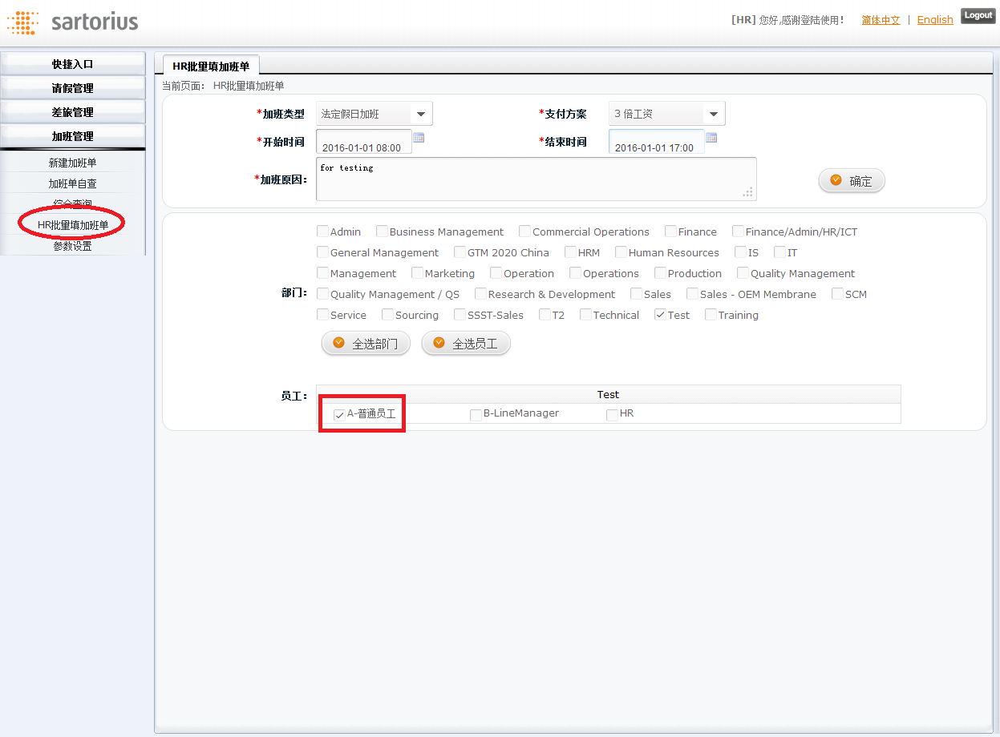 sartorius
[HR] 您好,感谢登陆使用! 简体中文 | English Logout
快捷入口
请假管理
差旅管理
加班管理
新建加班单
加班单自查
综合查询
HR批量填加班单
参数设置
HR批量填加班单
当前页面: HR批量填加班单
*加班类型 法定假日加班 *支付方案 3 倍工资
*开始时间 2016-01-01 08:00 *结束时间 2016-01-01 17:00
*加班原因: for testing 确定
Admin Business Management Commercial Operations Finance Finance/Admin/HR/ICT
General Management GTM 2020 China HRM Human Resources IS IT
Management Marketing Operation Operations Production Quality Management
部门: Quality Management / QS Research & Development Sales Sales - OEM Membrane SCM
Service Sourcing SSST-Sales T2 Technical Test Training
全选部门 全选员工
员工: Test
A-普通员工 B-LineManager HR